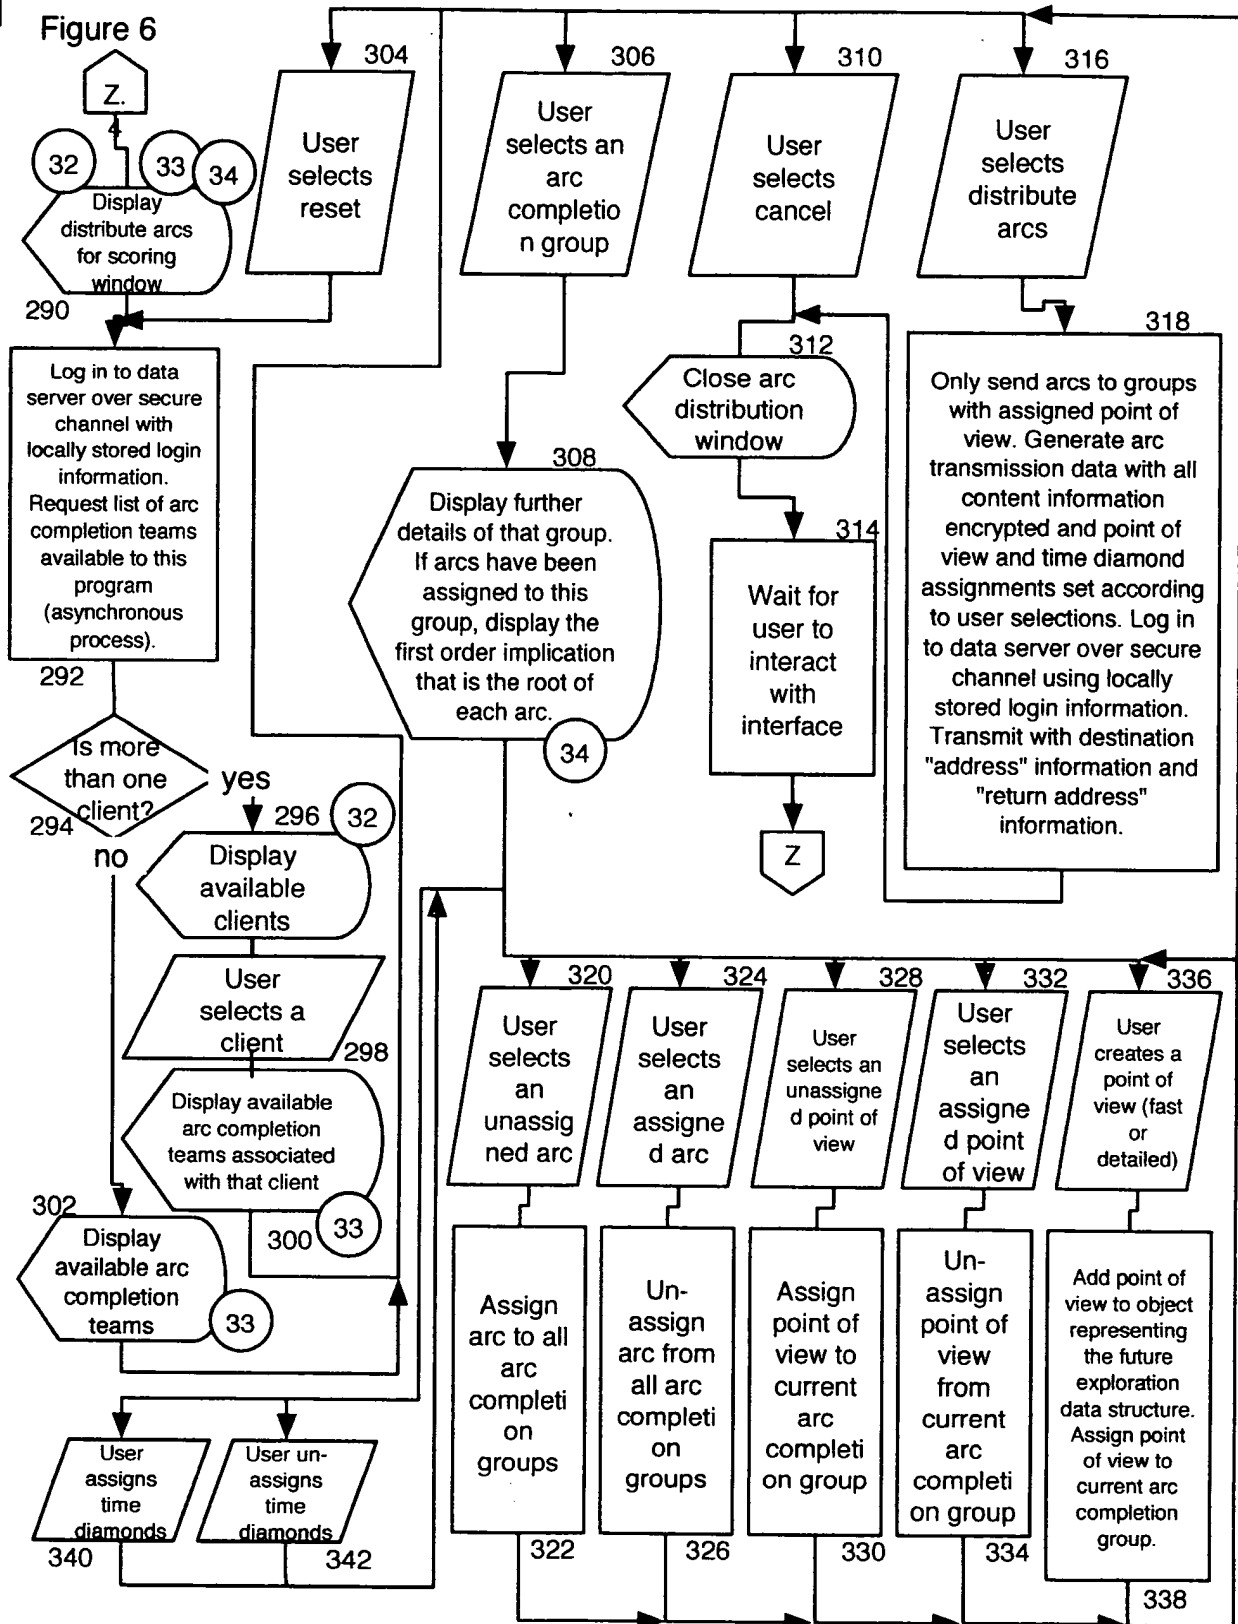 Figure 6
Z.
4
32
33
34
Display
distribute arcs
for scoring
window
290
304
User
selects
reset
306
User
selects an
arc
completio
n group
310
User
selects
cancel
316
User
selects
distribute
arcs
Log in to data
server over secure
channel with
locally stored login
information.
Request list of arc
completion teams
available to this
program
(asynchronous
process).
292
Is more
than one
client?
294
yes
no
296
32
Display
available
clients
User
selects a
client
298
Display available
arc completion
teams associated
with that client
300
33
302
Display
available arc
completion
teams
33
308
Display further
details of that group.
If arcs have been
assigned to this
group, display the
first order implication
that is the root of
each arc.
34
312
Close arc
distribution
window
314
Wait for
user to
interact
with
interface
Z
318
Only send arcs to groups
with assigned point of
view. Generate arc
transmission data with all
content information
encrypted and point of
view and time diamond
assignments set according
to user selections. Log in
to data server over secure
channel using locally
stored login information.
Transmit with destination
"address" information and
"return address"
information.
320
User
selects
an
unassig
ned arc
324
User
selects
an
assigne
d arc
328
User
selects an
unassigne
d point of
view
332
User
selects
an
assigne
d point
of view
336
User
creates a
point of
view (fast
or
detailed)
Assign
arc to all
arc
completi
on
groups
322
Un-
assign
arc from
all arc
completi
on
groups
326
Assign
point of
view to
current
arc
completi
on group
330
Un-
assign
point of
view
from
current
arc
completi
on group
334
Add point of
view to object
representing
the future
exploration
data structure.
Assign point
of view to
current arc
completion
group.
338
User
assigns
time
diamonds
340
User un-
assigns
time
diamonds
342